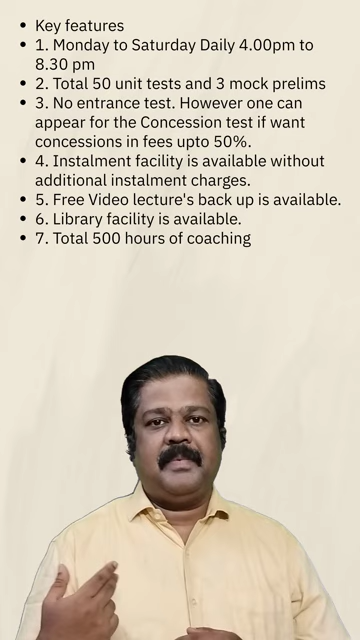 Key features
1. Monday to Saturday Daily 4.00pm to
8.30 pm
2. Total 50 unit tests and 3 mock prelims
3. No entrance test. However one can
appear for the Concession test if want
concessions in fees upto 50%.
4. Instalment facility is available without
additional instalment charges.
5. Free Video lecture's back up is available.
6. Library facility is available.
7. Total 500 hours of coaching